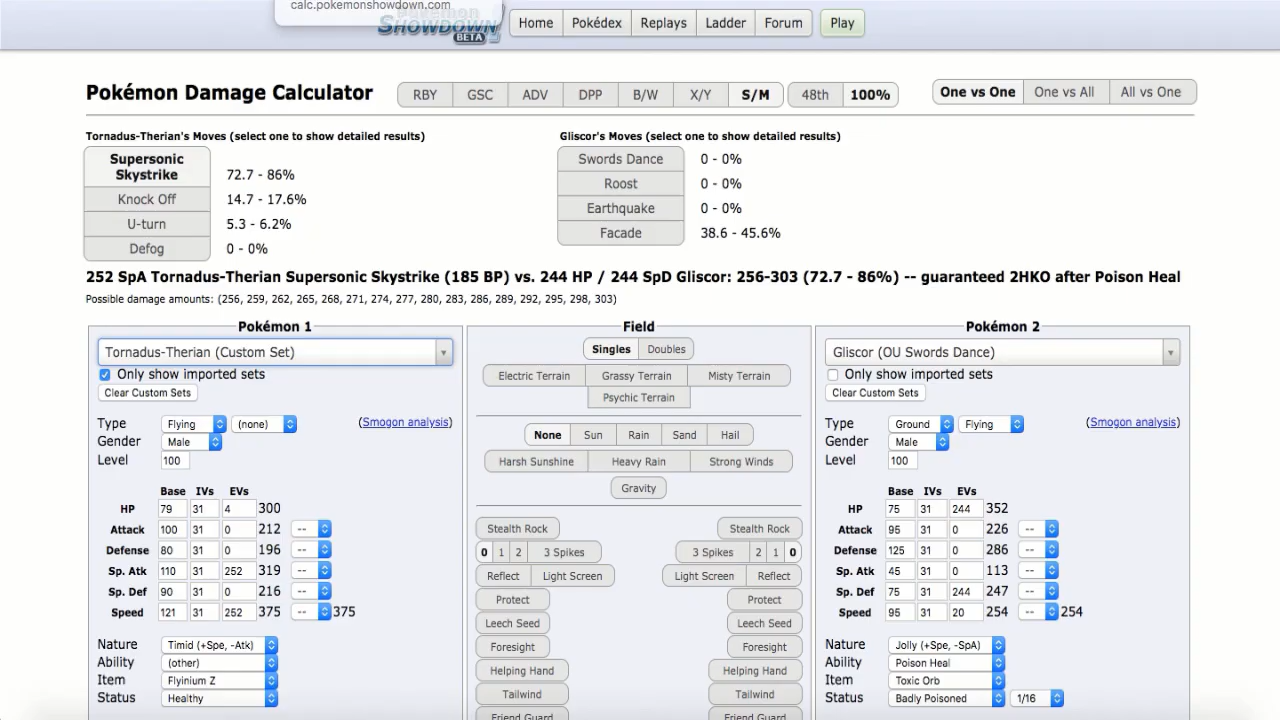 calc.pokemonshowdown.com
Pokémon
SHOWDOWN
BETA
Home Pokédex Replays Ladder Forum Play
Pokémon Damage Calculator RBY GSC ADV DPP B/W X/Y S/M 48th 100% One vs One One vs All All vs One
Tornadus-Therian's Moves (select one to show detailed results) Gliscor's Moves (select one to show detailed results)
Supersonic Skystrike 72.7 - 86% Swords Dance 0 - 0%
Knock Off 14.7 - 17.6% Roost 0 - 0%
U-turn 5.3 - 6.2% Earthquake 0 - 0%
Defog 0 - 0% Facade 38.6 - 45.6%
252 SpA Tornadus-Therian Supersonic Skystrike (185 BP) vs. 244 HP / 244 SpD Gliscor: 256-303 (72.7 - 86%) -- guaranteed 2HKO after Poison Heal
Possible damage amounts: (256, 259, 262, 265, 268, 271, 274, 277, 280, 283, 286, 289, 292, 295, 298, 303)
Pokémon 1
Tornadus-Therian (Custom Set)
Only show imported sets
Clear Custom Sets
Type Flying (none) (Smogon analysis)
Gender Male
Level 100
Base IVs EVs
HP 79 31 4 300
Attack 100 31 0 212 --
Defense 80 31 0 196 --
Sp. Atk 110 31 252 319 --
Sp. Def 90 31 0 216 --
Speed 121 31 252 375 -- 375
Nature Timid (+Spe, -Atk)
Ability (other)
Item Flyinium Z
Status Healthy
Field
Singles Doubles
Electric Terrain Grassy Terrain Misty Terrain
Psychic Terrain
None Sun Rain Sand Hail
Harsh Sunshine Heavy Rain Strong Winds
Gravity
Stealth Rock Stealth Rock
0 1 2 3 Spikes 3 Spikes 2 1 0
Reflect Light Screen Light Screen Reflect
Protect Protect
Leech Seed Leech Seed
Foresight Foresight
Helping Hand Helping Hand
Tailwind Tailwind
Friend Guard Friend Guard
Pokémon 2
Gliscor (OU Swords Dance)
Only show imported sets
Clear Custom Sets
Type Ground Flying (Smogon analysis)
Gender Male
Level 100
Base IVs EVs
HP 75 31 244 352
Attack 95 31 0 226 --
Defense 125 31 0 286 --
Sp. Atk 45 31 0 113 --
Sp. Def 75 31 244 247 --
Speed 95 31 20 254 -- 254
Nature Jolly (+Spe, -SpA)
Ability Poison Heal
Item Toxic Orb
Status Badly Poisoned 1/16